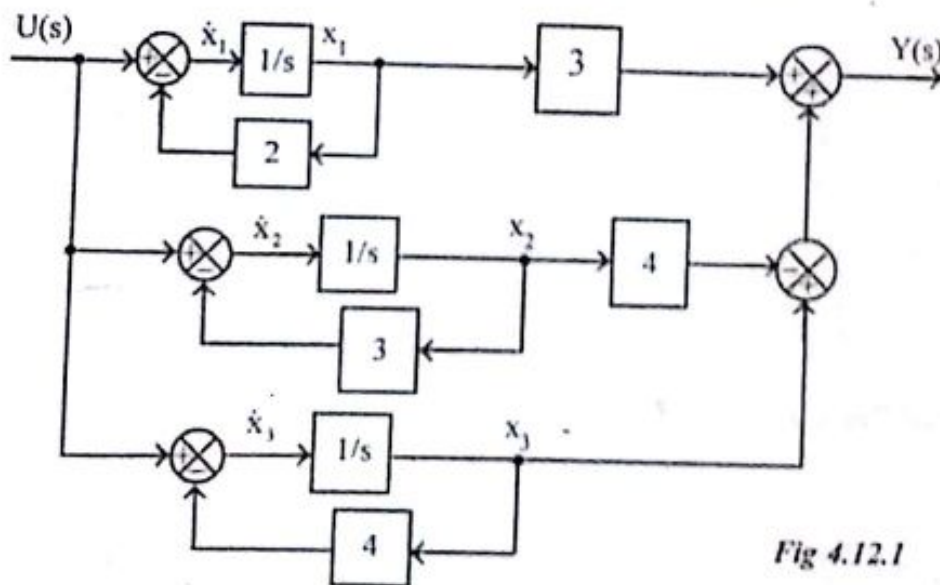 U(s)
ẋ₁
1/s
x₁
3
Y(s)
+
−
+
+
2
ẋ₂
1/s
x₂
4
+
−
−
+
3
ẋ₃
1/s
x₃
+
−
4
Fig 4.12.1